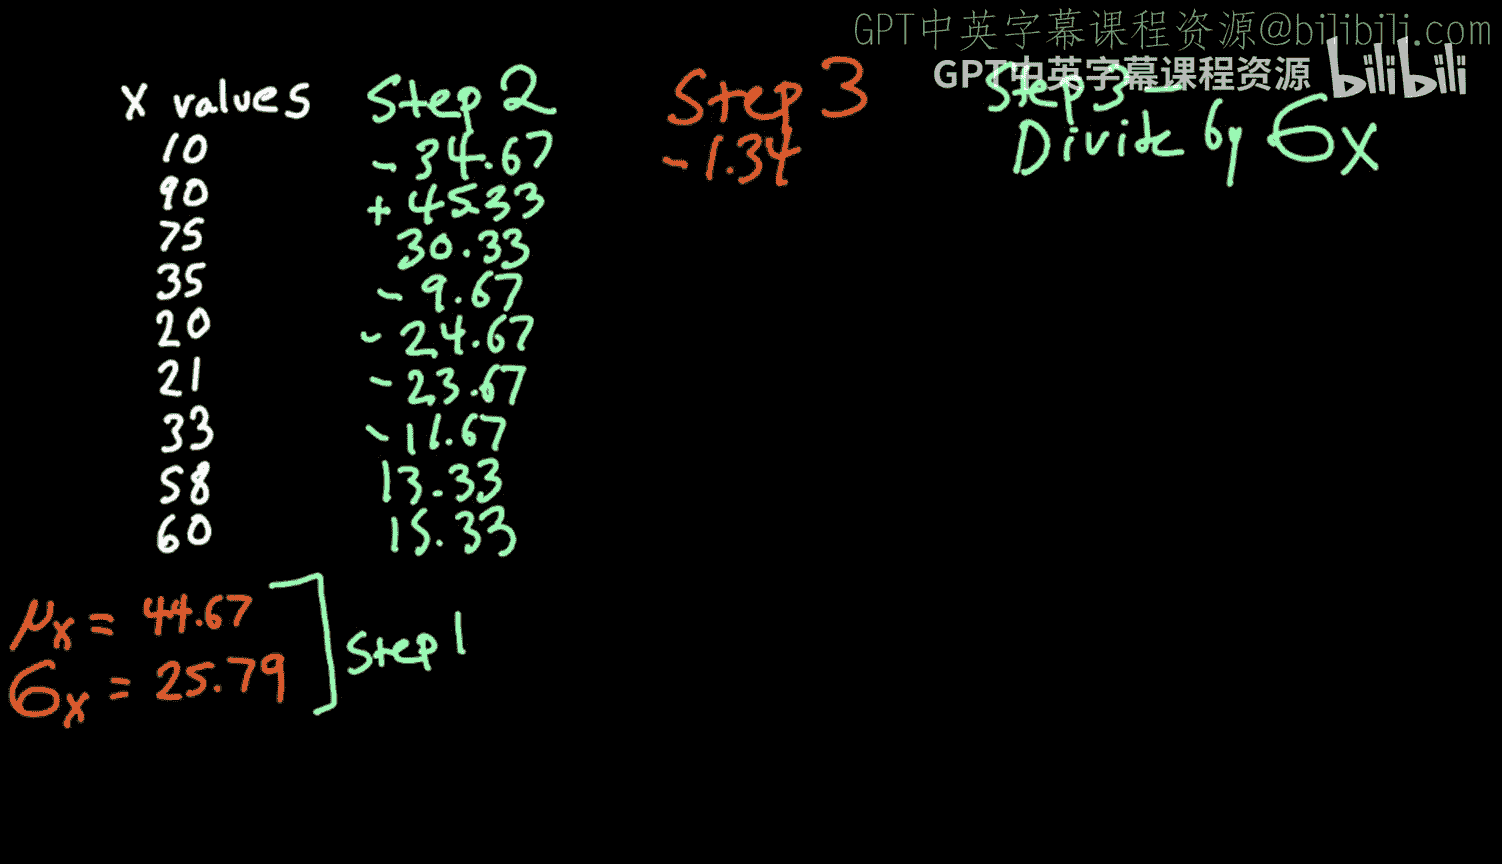 GPT中英字幕课程资源@bilibili.com
GPT中英字幕课程资源 bilibili
X values Step 2 Step 3 Step 3 -
Divide by σx
10 - 34.67 - 1.34
90 + 45.33
75 30.33
35 - 9.67
20 - 24.67
21 - 23.67
33 - 11.67
58 13.33
60 15.33
μx = 44.67
σx = 25.79
Step 1